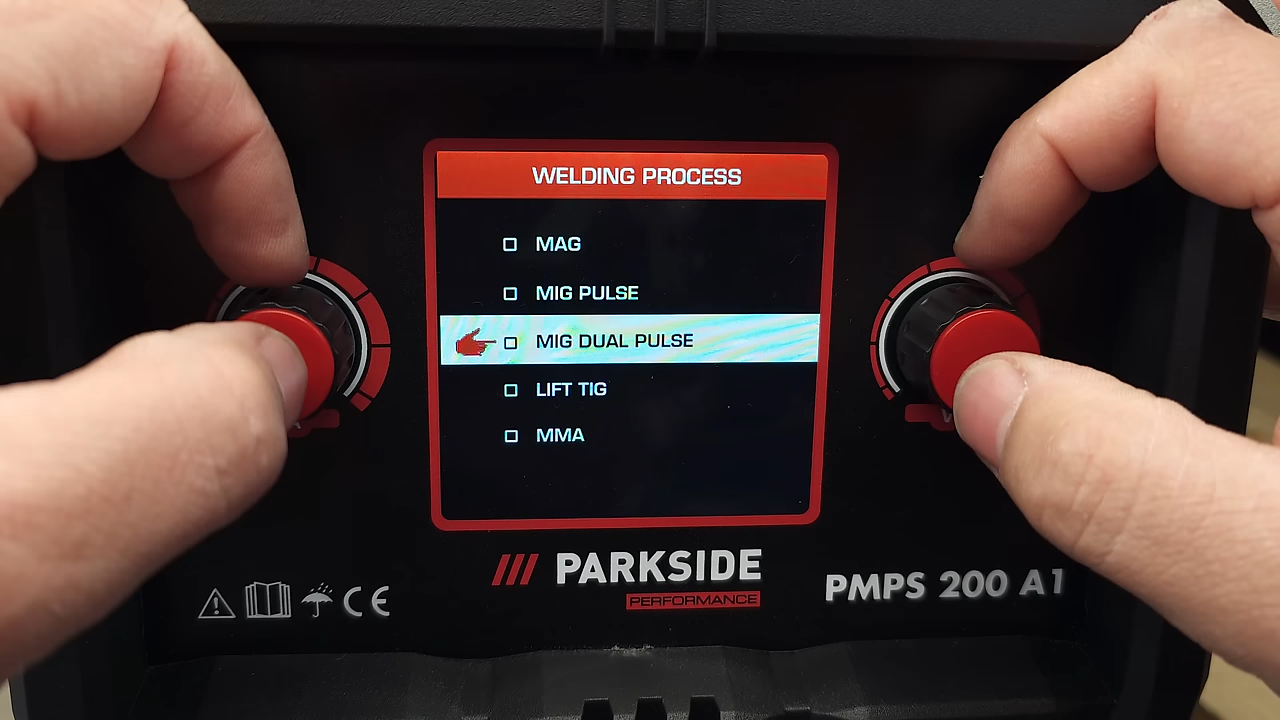 WELDING PROCESS
MAG
MIG PULSE
MIG DUAL PULSE
LIFT TIG
MMA
PARKSIDE
PERFORMANCE
PMPS 200 A1
CE